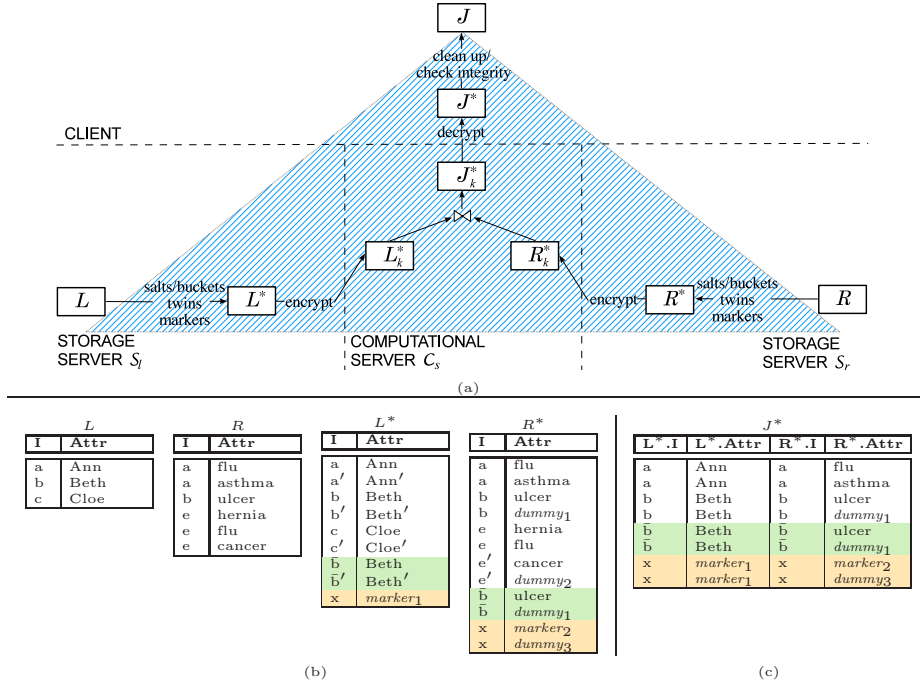 J
clean up/
check integrity
J*
decrypt
CLIENT
J*k
L*k
R*k
L
salts/buckets
twins
markers
L*
encrypt
encrypt
R*
salts/buckets
twins
markers
R
STORAGE
SERVER Sl
COMPUTATIONAL
SERVER Cs
STORAGE
SERVER Sr
(a)
L
I Attr
a Ann
b Beth
c Cloe
R
I Attr
a flu
a asthma
b ulcer
e hernia
e flu
e cancer
L*
I Attr
a Ann
a′ Ann′
b Beth
b′ Beth′
c Cloe
c′ Cloe′
b̄ Beth
b̄′ Beth′
x marker1
R*
I Attr
a flu
a asthma
b ulcer
b dummy1
e hernia
e flu
e′ cancer
e′ dummy2
b̄ ulcer
b̄ dummy1
x marker2
x dummy3
(b)
J*
L*.I L*.Attr R*.I R*.Attr
a Ann a flu
a Ann a asthma
b Beth b ulcer
b Beth b dummy1
b̄ Beth b̄ ulcer
b̄ Beth b̄ dummy1
x marker1 x marker2
x marker1 x dummy3
(c)